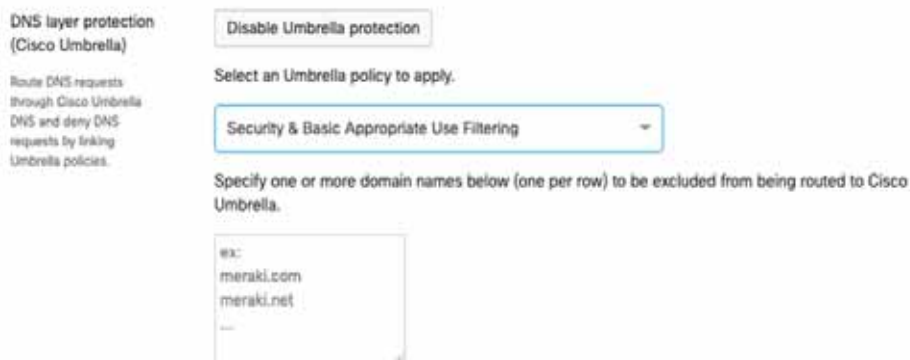 DNS layer protection
(Cisco Umbrella)
Route DNS requests
through Cisco Umbrella
DNS and deny DNS
requests by linking
Umbrella policies.
Disable Umbrella protection
Select an Umbrella policy to apply.
Security & Basic Appropriate Use Filtering
Specify one or more domain names below (one per row) to be excluded from being routed to Cisco
Umbrella.
ex:
meraki.com
meraki.net
...